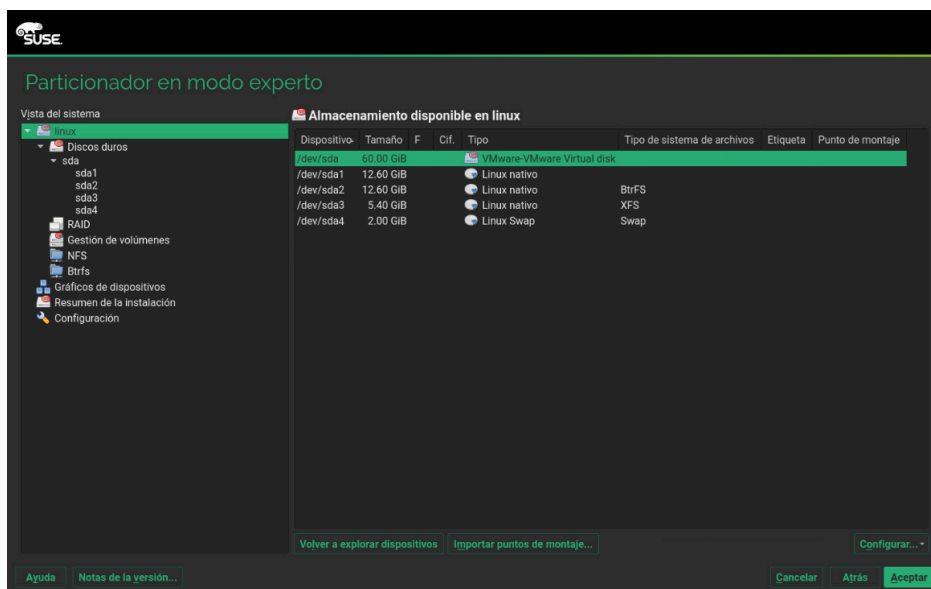 SUSE.
Particionador en modo experto
Vista del sistema
linux
Discos duros
sda
sda1
sda2
sda3
sda4
RAID
Gestión de volúmenes
NFS
Btrfs
Gráficos de dispositivos
Resumen de la instalación
Configuración
Almacenamiento disponible en linux
Dispositivo Tamaño F Cif. Tipo Tipo de sistema de archivos Etiqueta Punto de montaje
/dev/sda 60.00 GiB VMware-VMware Virtual disk
/dev/sda1 12.60 GiB Linux nativo
/dev/sda2 12.60 GiB Linux nativo BtrFS
/dev/sda3 5.40 GiB Linux nativo XFS
/dev/sda4 2.00 GiB Linux Swap Swap
Volver a explorar dispositivos Importar puntos de montaje... Configurar...
Ayuda Notas de la versión... Cancelar Atrás Aceptar